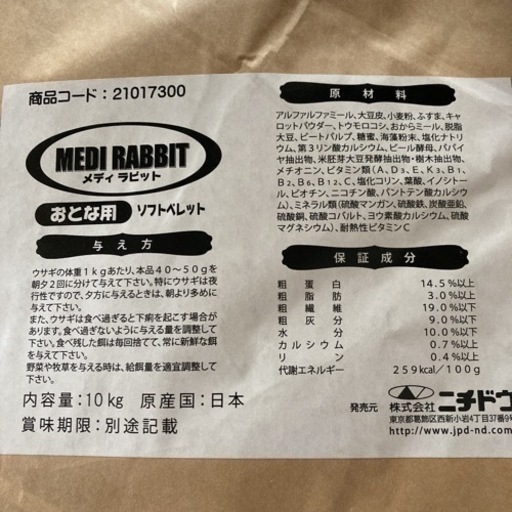 商品コード：21017300
MEDI RABBIT
メディラビット
おとな用 ソフトペレット
与え方
ウサギの体重1kgあたり、本品40～50gを
朝夕2回に分けて与えて下さい。特にウサギは夜
行性ですので、夕方に与えるときは、朝より多めに
与えて下さい。
また、ウサギは食べ過ぎると下痢を起こす場合が
あります。食べ過ぎないように与える量を調整して
下さい。食べ残した餌は毎回捨てて、常に新鮮な餌
を与えて下さい。
野菜や牧草を与える時は、給餌量を適宜調整して
下さい。
内容量：10kg 原産国：日本
賞味期限：別途記載
原材料
アルファルファミール、大豆皮、小麦粉、ふすま、キャ
ロットパウダー、トウモロコシ、おからミール、脱脂
大豆、ビートパルプ、糖蜜、海藻粉末、塩化ナトリ
ウム、第3リン酸カルシウム、ビール酵母、パパイ
ヤ抽出物、米胚芽大豆発酵抽出物・樹木抽出物、
メチオニン、ビタミン類（A、D3、E、K3、B1、
B2、B6、B12、C、塩化コリン、葉酸、イノシトー
ル、ビオチン、ニコチン酸、パントテン酸カルシウ
ム）、ミネラル類（硫酸マンガン、硫酸鉄、炭酸亜鉛、
硫酸銅、硫酸コバルト、ヨウ素酸カルシウム、硫酸
マグネシウム）、耐熱性ビタミンC
保証成分
粗蛋白 14.5%以上
粗脂肪 3.0%以上
粗繊維 19.0%以下
粗灰分 9.0%以下
水分 10.0%以下
カルシウム 0.7%以上
リン 0.4%以上
代謝エネルギー 259kcal/100g
発売元 株式会社ニチドウ
東京都葛飾区西新小岩4丁目37番9号
http://www.jpd-nd.com/